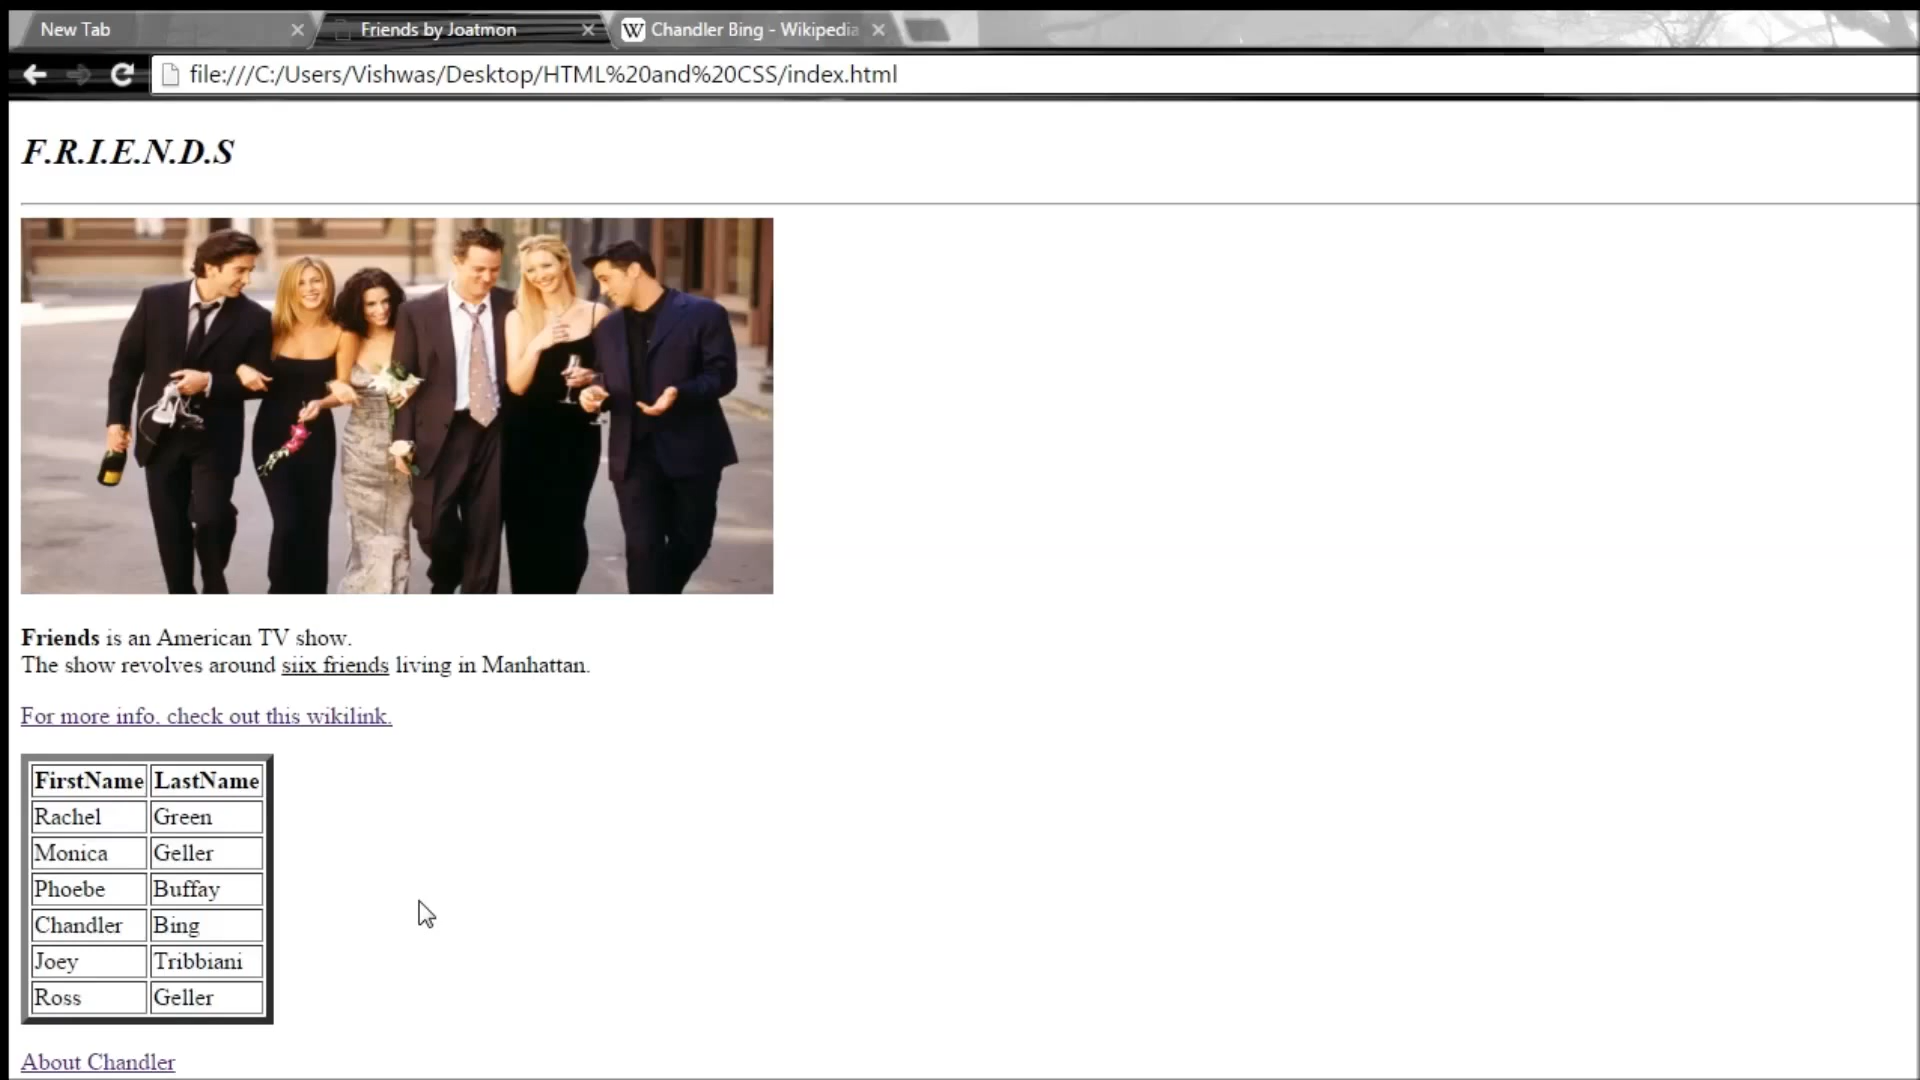 New Tab
Friends by Joatmon
Chandler Bing - Wikipedia
file:///C:/Users/Vishwas/Desktop/HTML%20and%20CSS/index.html
F.R.I.E.N.D.S
Friends is an American TV show.
The show revolves around siix friends living in Manhattan.
For more info. check out this wikilink.
FirstName LastName
Rachel Green
Monica Geller
Phoebe Buffay
Chandler Bing
Joey Tribbiani
Ross Geller
About Chandler